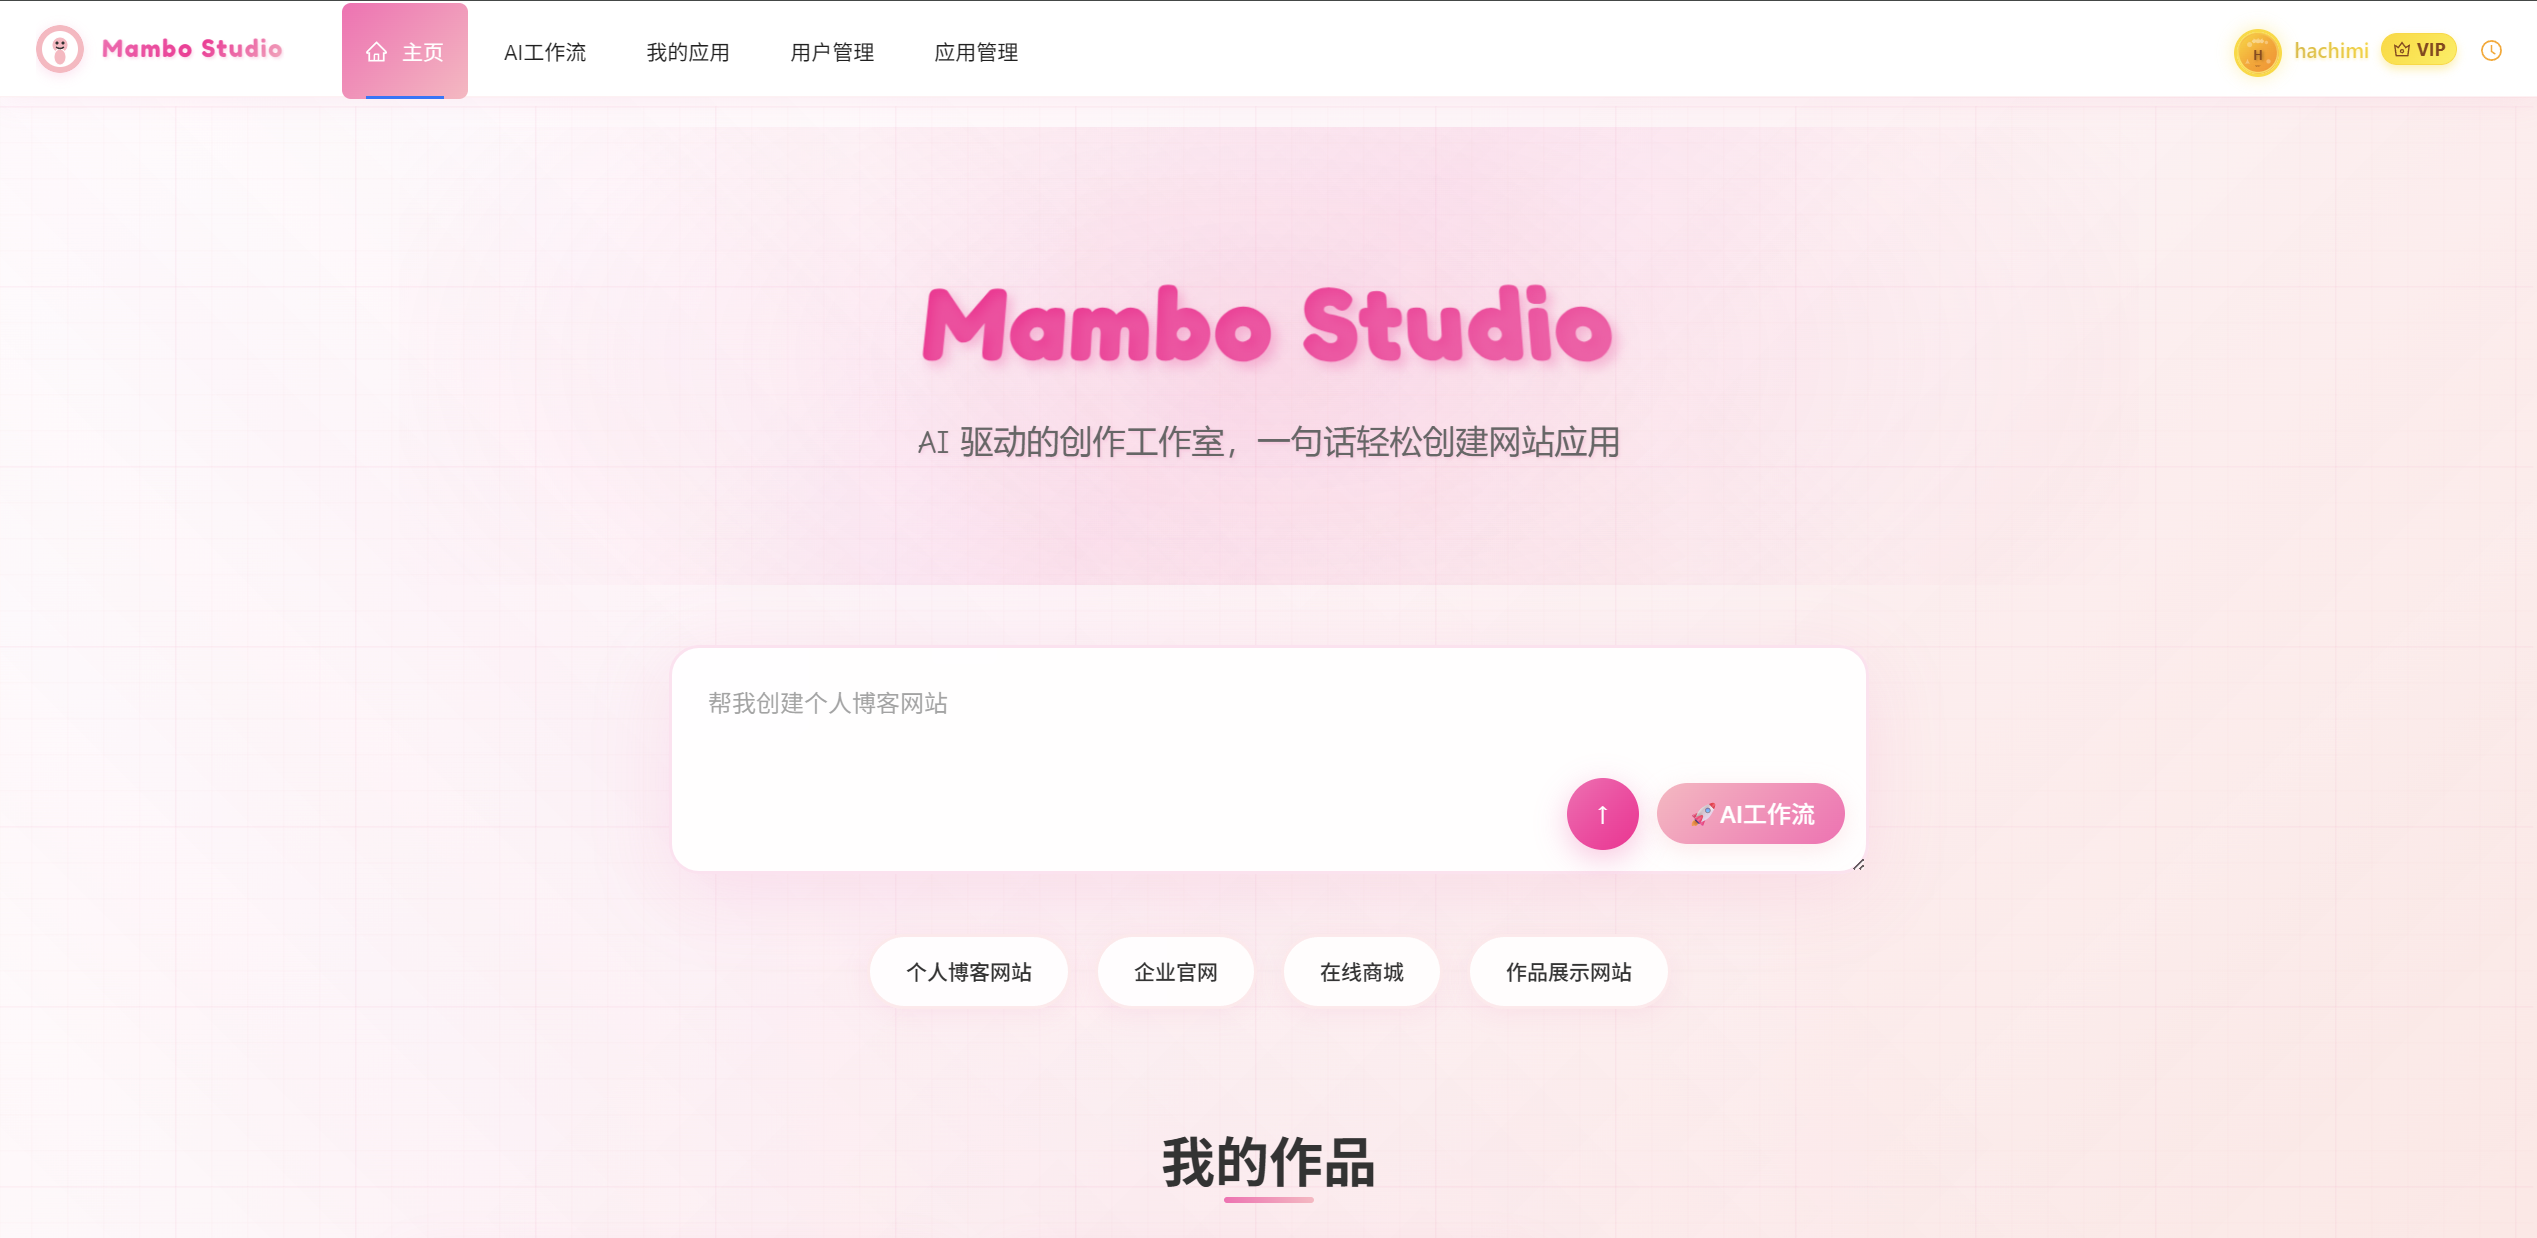 Mambo Studio
主页
AI工作流
我的应用
用户管理
应用管理
H
hachimi
VIP
Mambo Studio
AI 驱动的创作工作室，一句话轻松创建网站应用
帮我创建个人博客网站
↑
🚀 AI工作流
个人博客网站
企业官网
在线商城
作品展示网站
我的作品